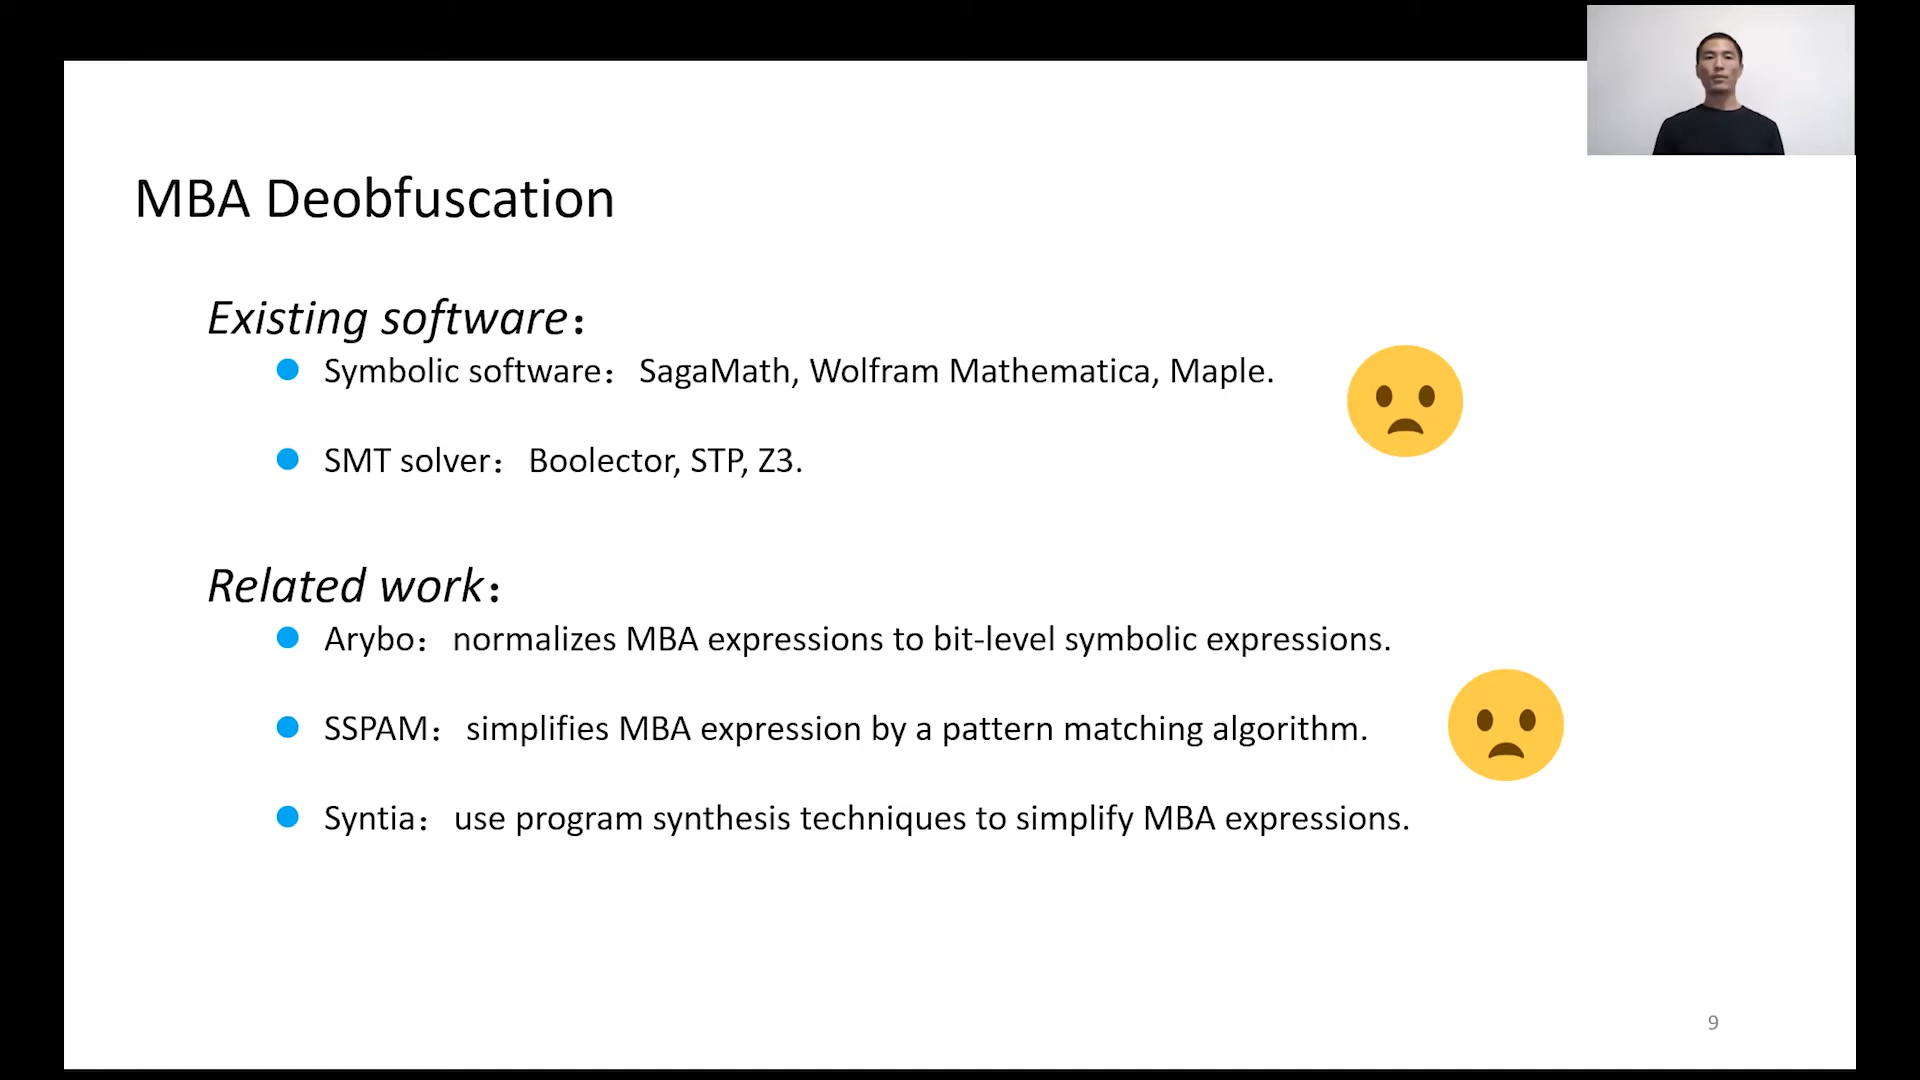 MBA Deobfuscation
Existing software：
Symbolic software：SagaMath, Wolfram Mathematica, Maple.
SMT solver：Boolector, STP, Z3.
Related work：
Arybo：normalizes MBA expressions to bit-level symbolic expressions.
SSPAM：simplifies MBA expression by a pattern matching algorithm.
Syntia：use program synthesis techniques to simplify MBA expressions.
9